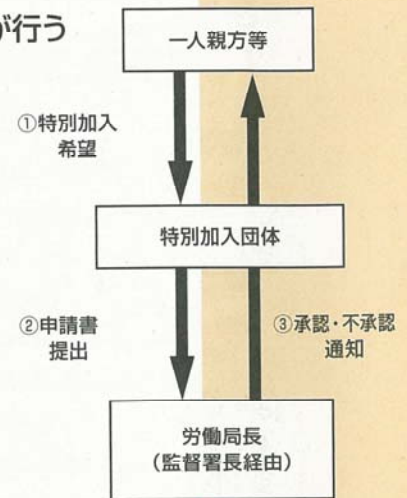 が行う
一人親方等
①特別加入
希望
特別加入団体
②申請書
提出
③承認・不承認
通知
労働局長
（監督署長経由）